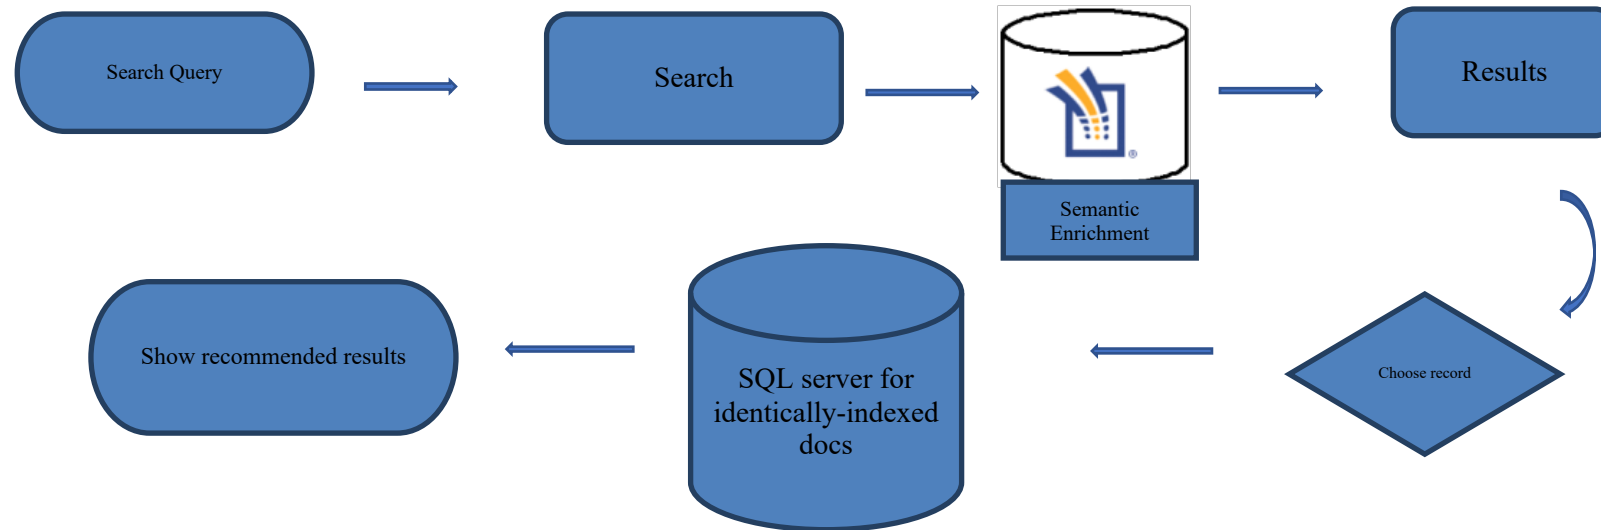 Search Query
Search
Results
Semantic
Enrichment
Show recommended results
SQL server for
identically-indexed
docs
Choose record
®